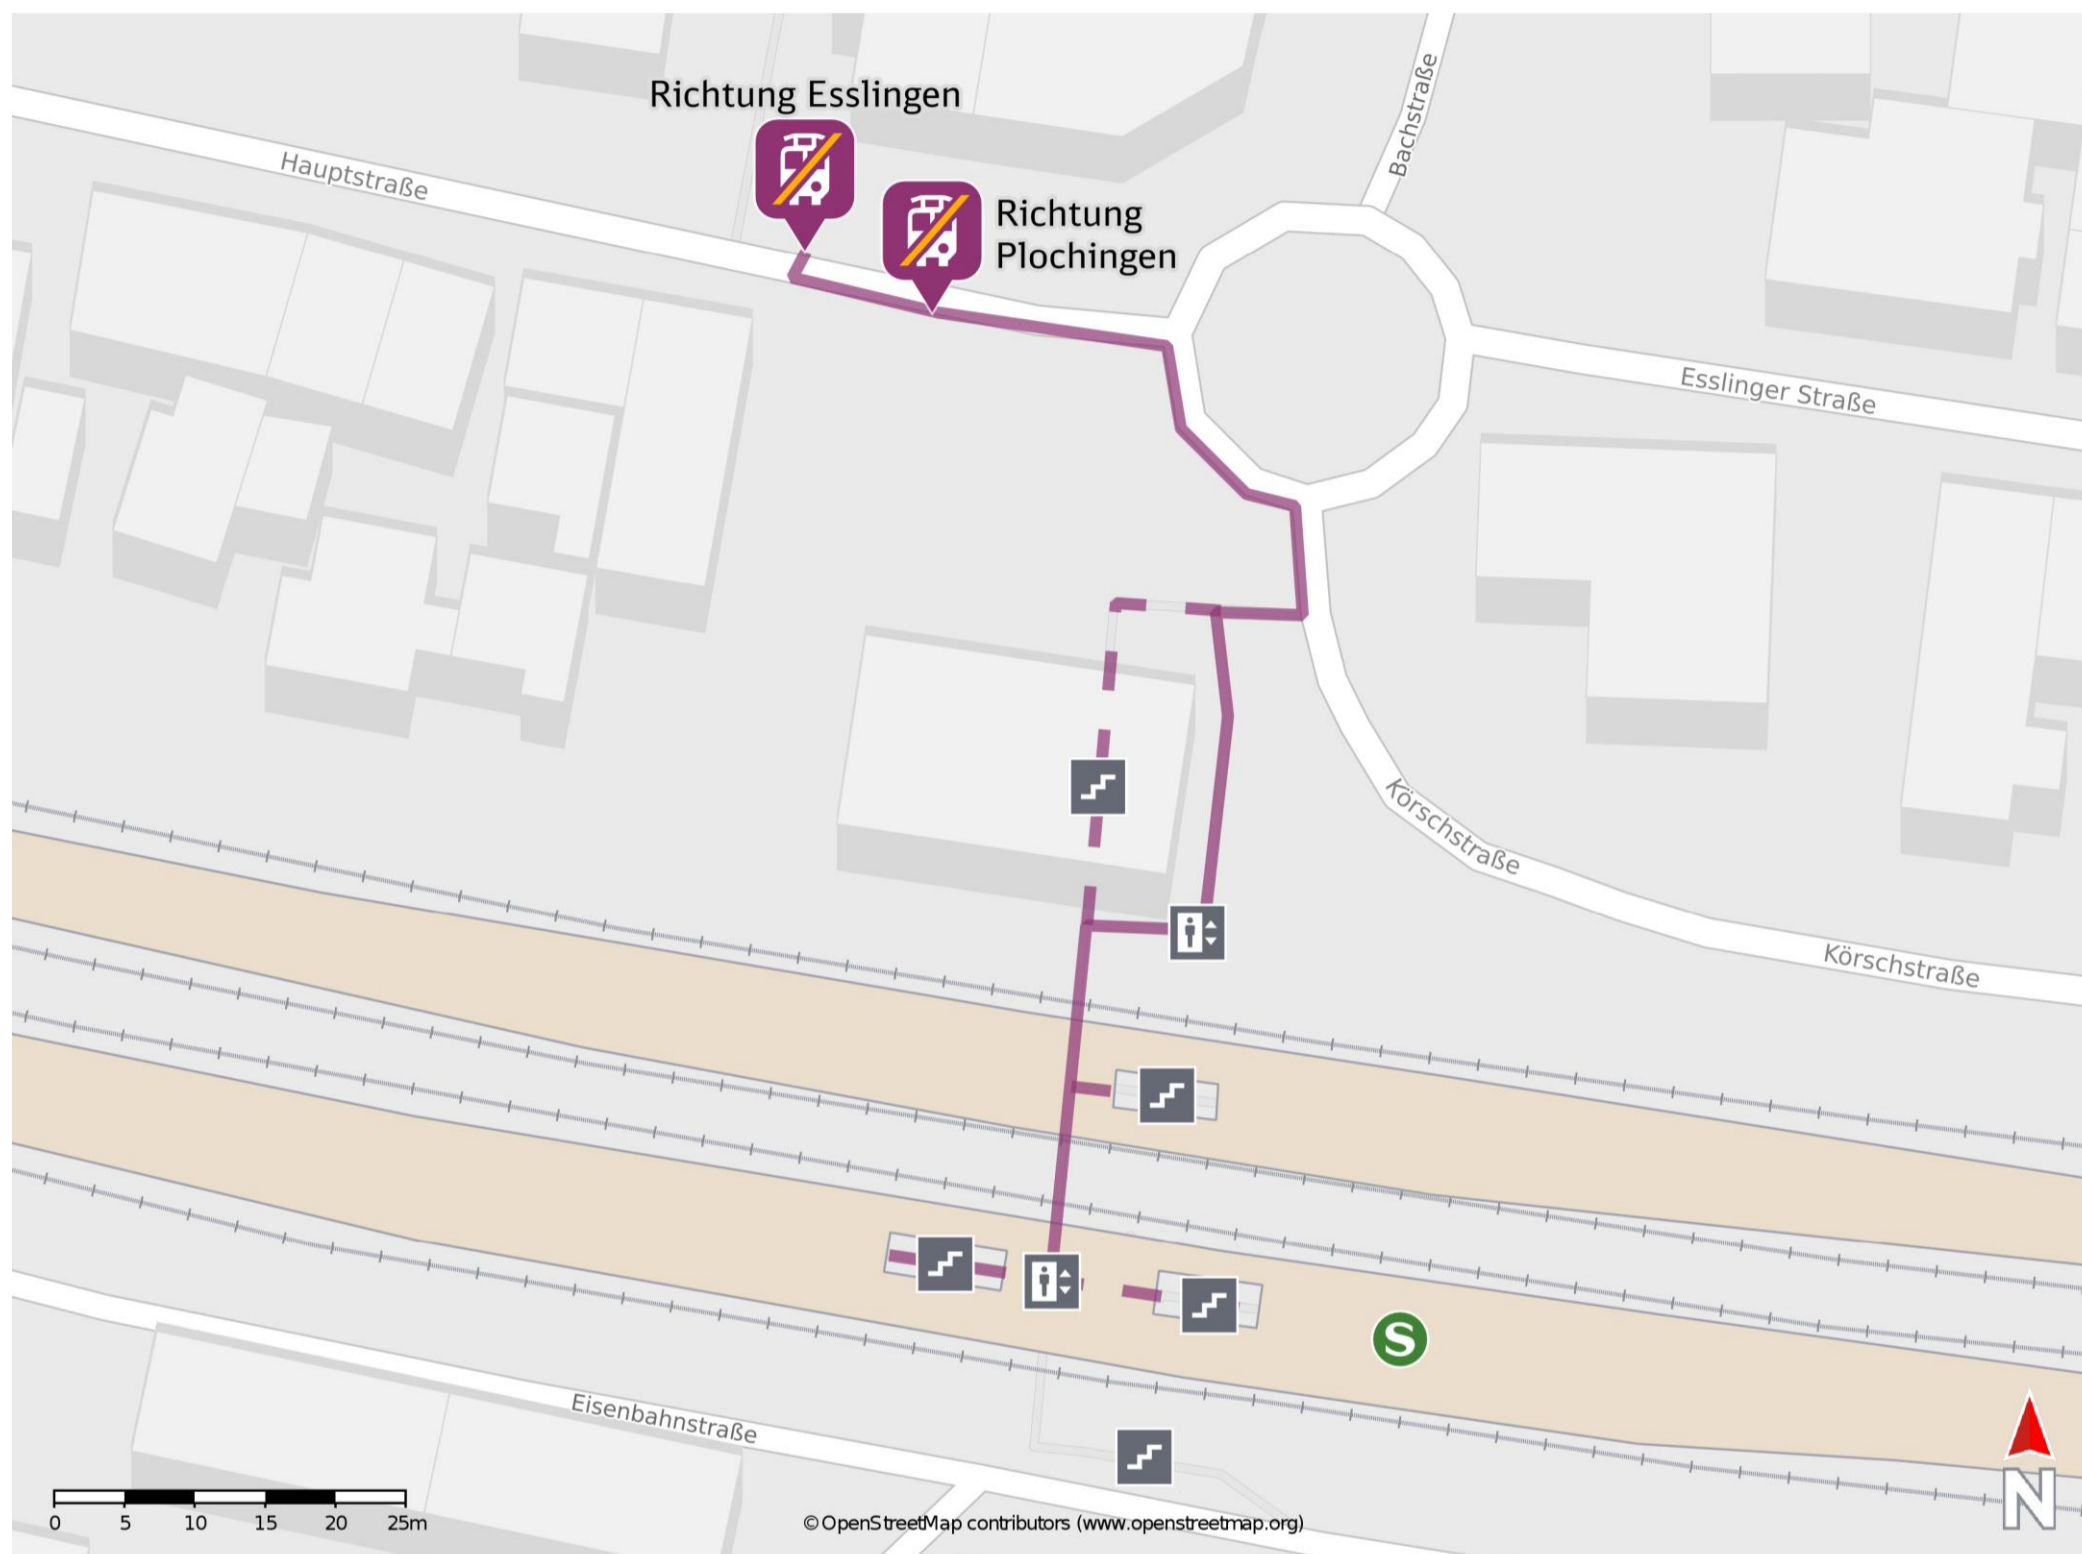 Richtung Esslingen
Bachstraße
Hauptstraße
Richtung
Plochingen
Esslinger Straße
Körschstraße
Körschstraße
S
Eisenbahnstraße
N
0 5 10 15 20 25m
©OpenStreetMap contributors (www.openstreetmap.org)